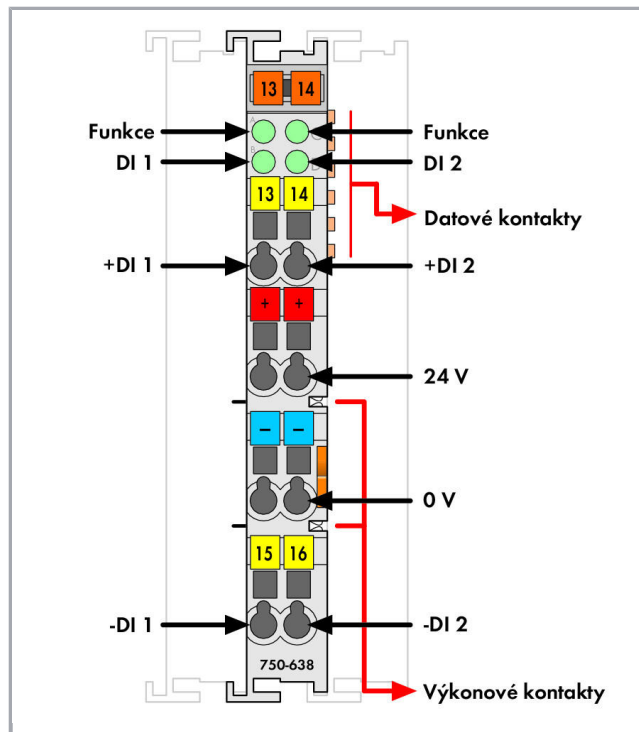 13 14
A C
Funkce Funkce
B D
DI 1 DI 2
13 14
Datové kontakty
+DI 1 +DI 2
+ +
24 V
− −
0 V
15 16
-DI 1 -DI 2
750-638
Výkonové kontakty